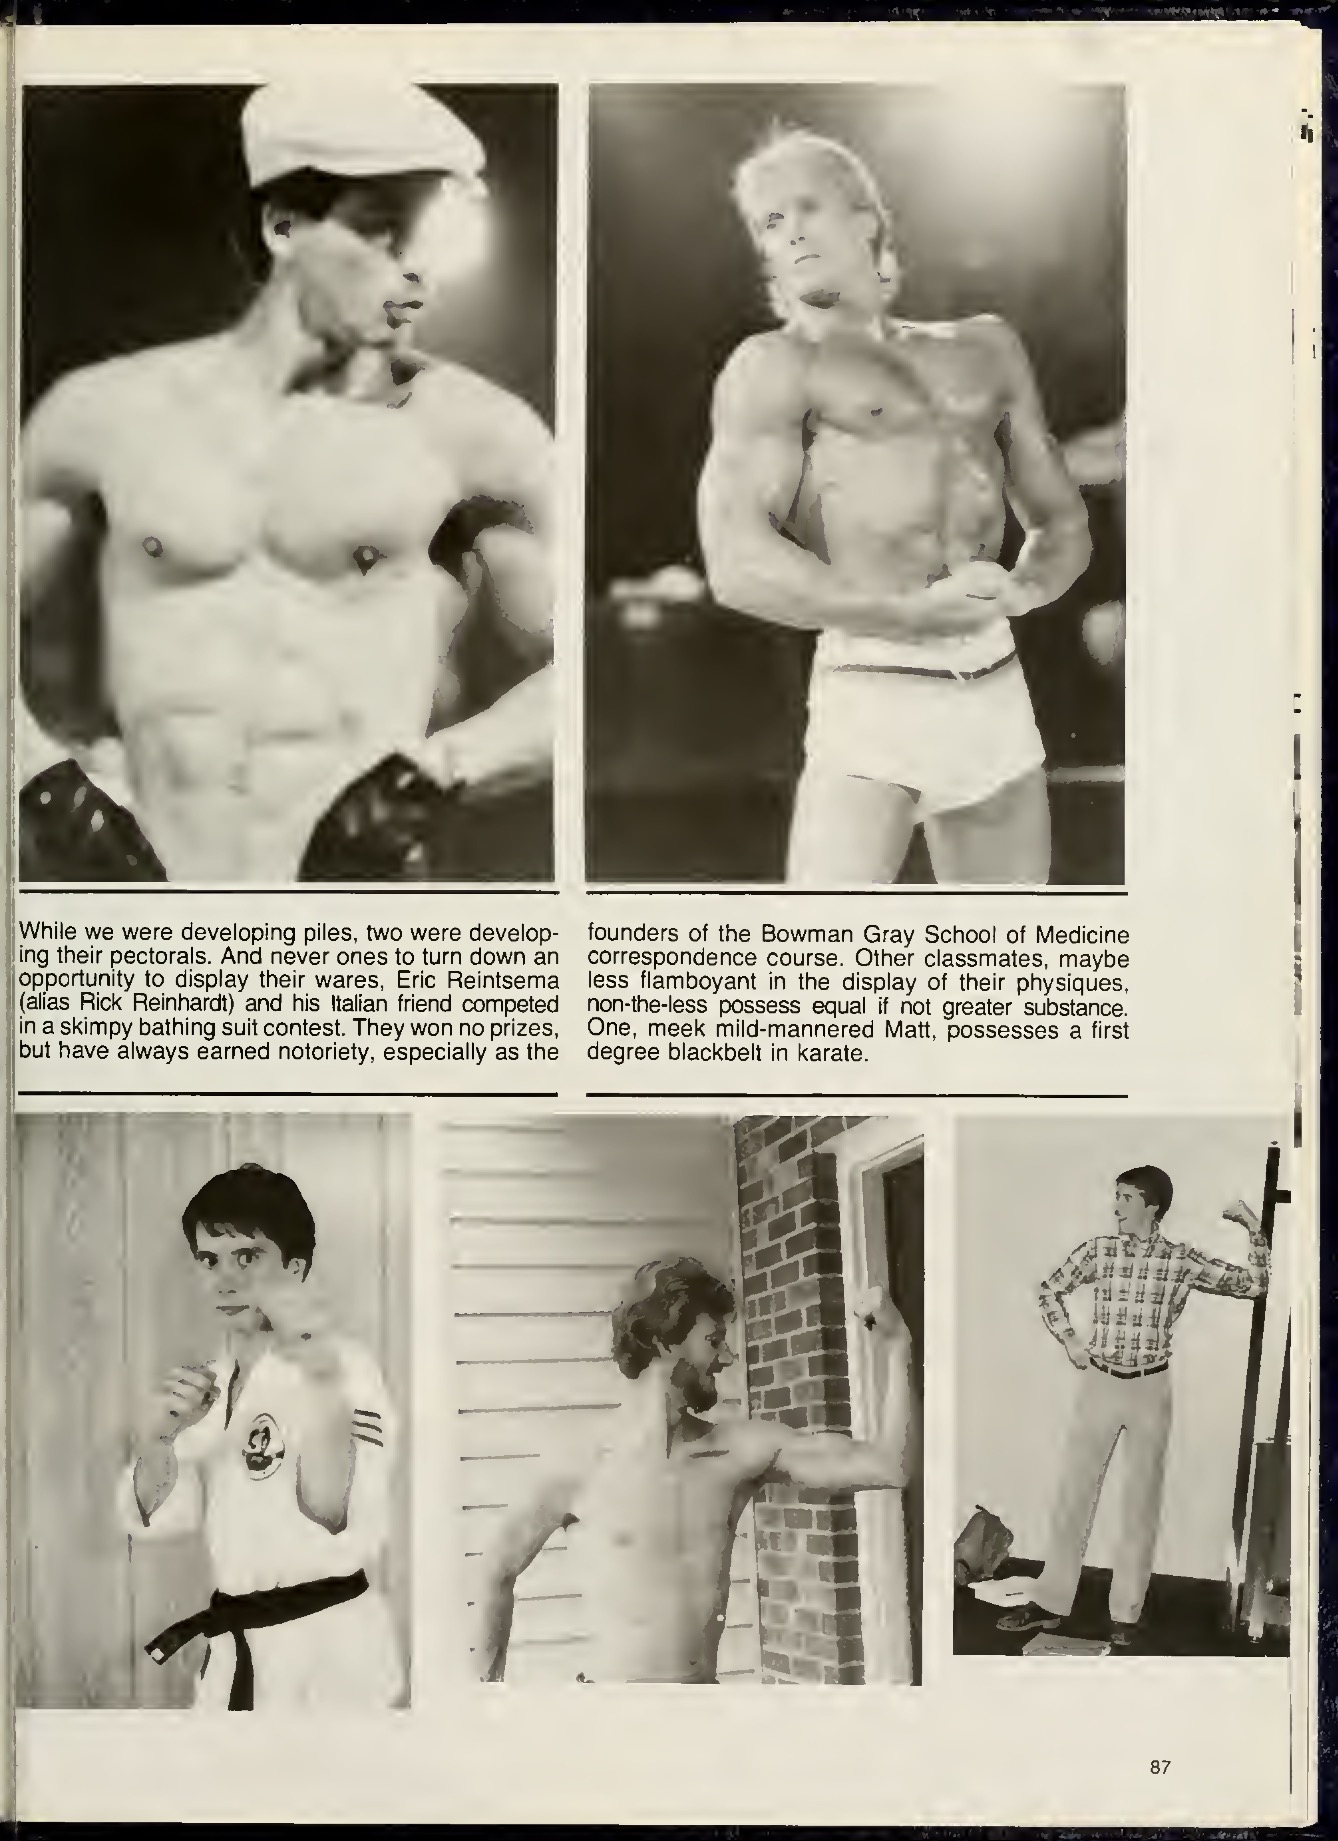 While we were developing piles, two were develop-
ing their pectorals. And never ones to turn down an
opportunity to display their wares, Eric Reintsema
(alias Rick Reinhardt) and his Italian friend competed
in a skimpy bathing suit contest. They won no prizes,
but have always earned notoriety, especially as the
founders of the Bowman Gray School of Medicine
correspondence course. Other classmates, maybe
less flamboyant in the display of their physiques,
non-the-less possess equal if not greater substance.
One, meek mild-mannered Matt, possesses a first
degree blackbelt in karate.
87